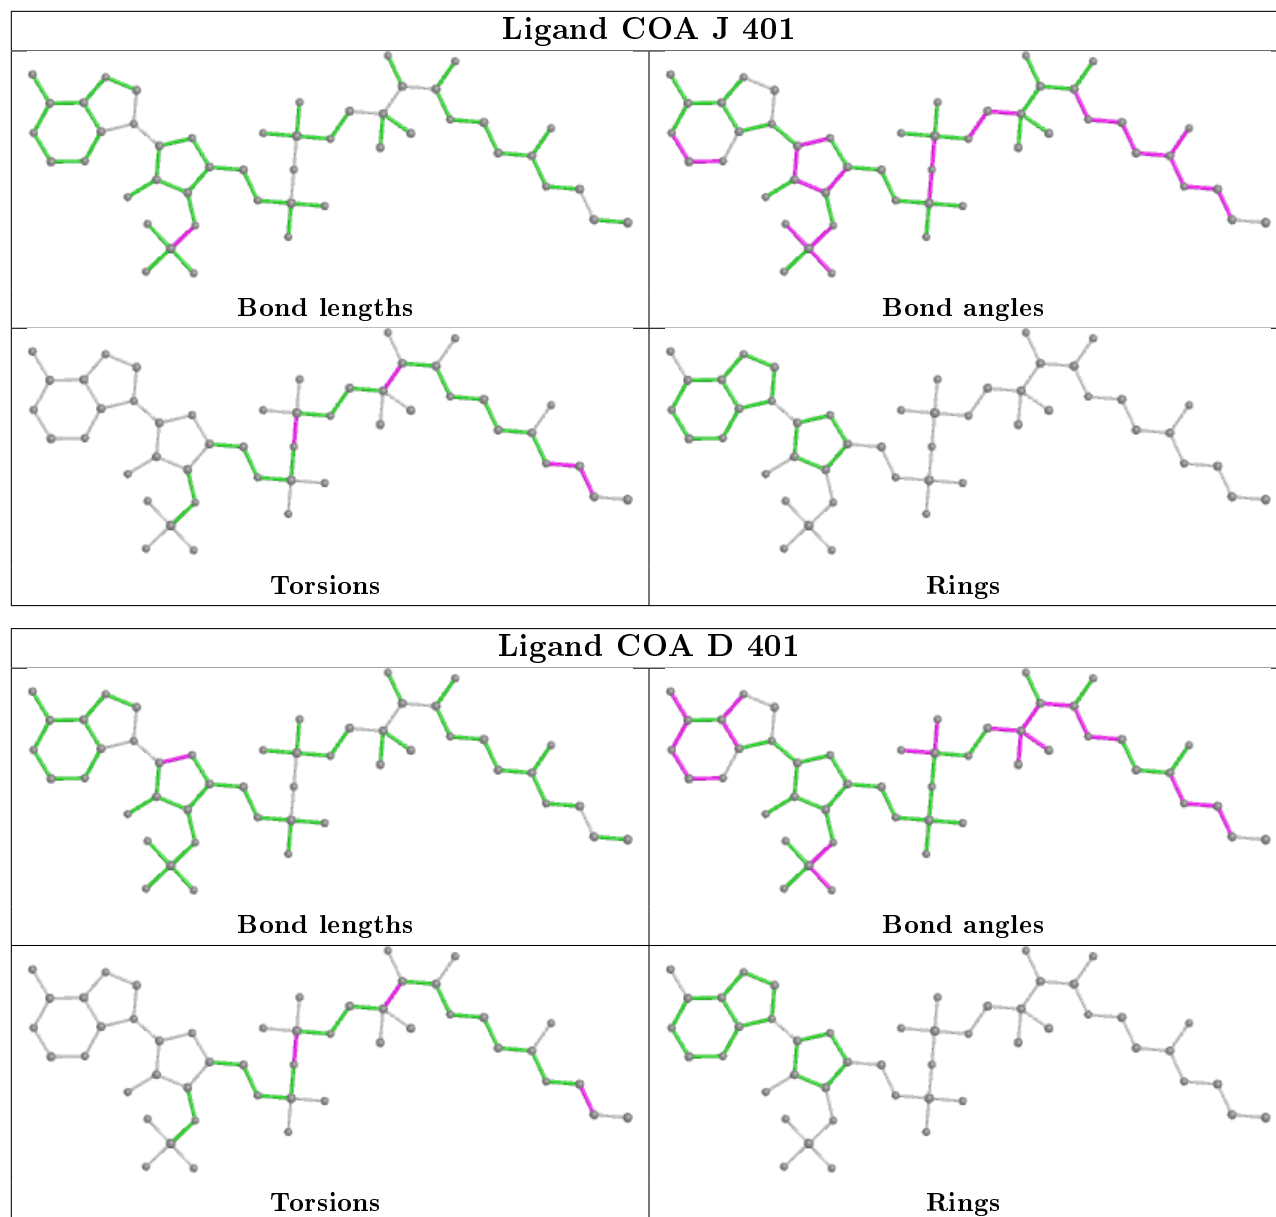 Ligand COA J 401
Bond lengths
Bond angles
Torsions
Rings
Ligand COA D 401
Bond lengths
Bond angles
Torsions
Rings